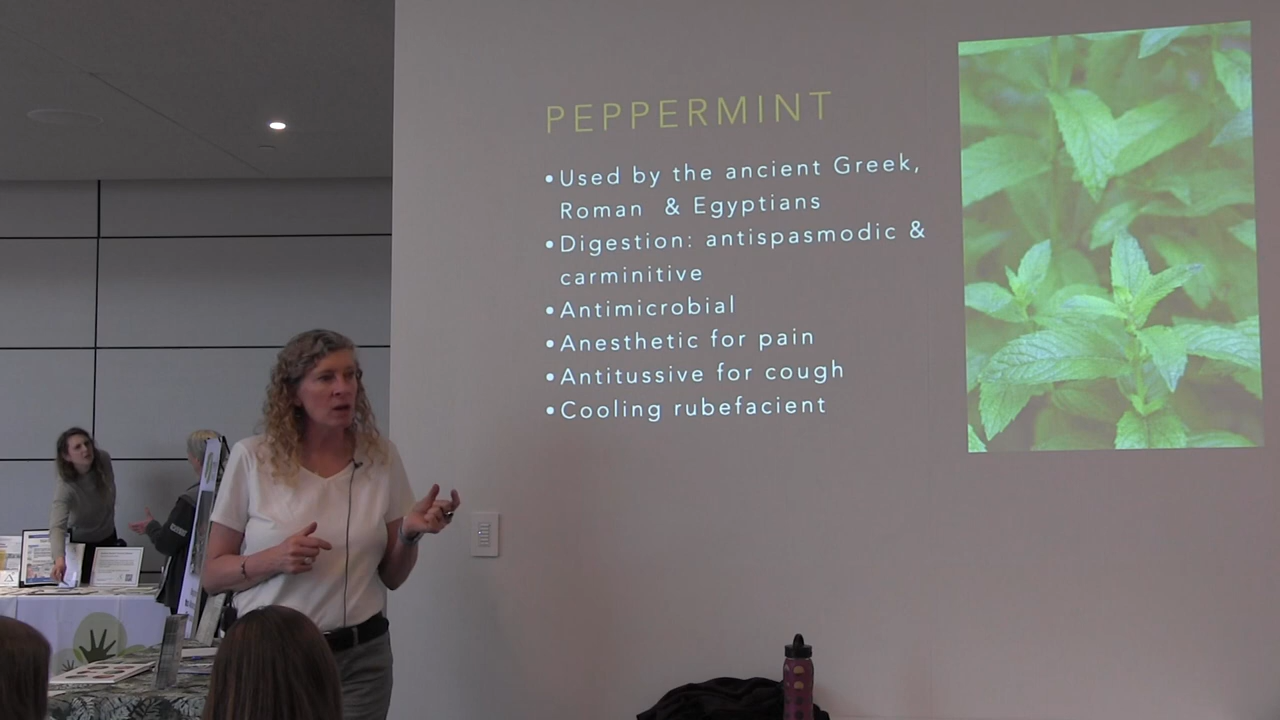 PEPPERMINT
•Used by the ancient Greek,
Roman & Egyptians
•Digestion: antispasmodic &
carminitive
•Antimicrobial
•Anesthetic for pain
•Antitussive for cough
•Cooling rubefacient